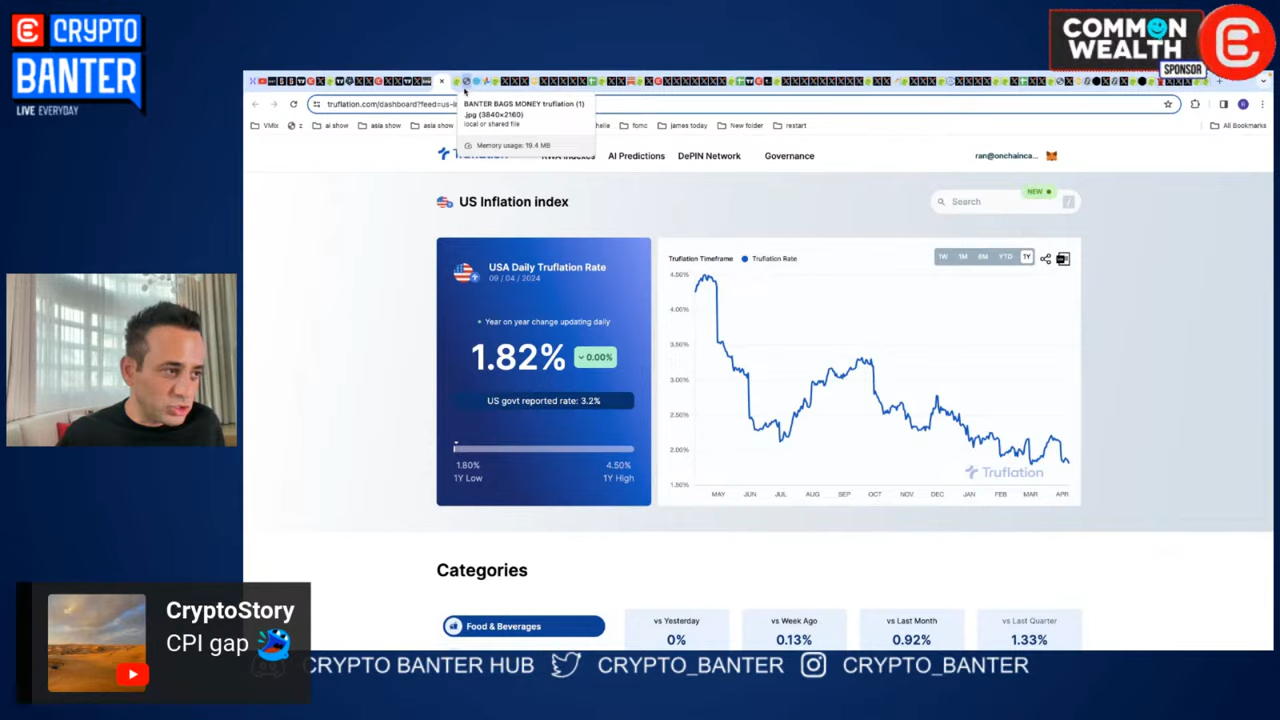 CRYPTO
BANTER
LIVE EVERYDAY
COMMON
WEALTH
SPONSOR
truflation.com/dashboard?feed=us-in
BANTER BAGS MONEY truflation (1)
.jpg (3840×2160)
local or shared file
Memory usage: 19.4 MB
VMix
z
ai show
asia show
asia show
fomc
james today
New folder
restart
All Bookmarks
AI Predictions
DePIN Network
Governance
ran@onchainca...
US Inflation index
NEW
Search
/
USA Daily Truflation Rate
09 / 04 / 2024
Year on year change updating daily
1.82%
0.00%
US govt reported rate: 3.2%
1.80%
4.50%
1Y Low
1Y High
Truflation Timeframe
Truflation Rate
1W
1M
6M
YTD
1Y
4.50%
4.00%
3.50%
3.00%
2.50%
2.00%
1.50%
Truflation
MAY
JUN
JUL
AUG
SEP
OCT
NOV
DEC
JAN
FEB
MAR
APR
Categories
Food & Beverages
vs Yesterday
0%
vs Week Ago
0.13%
vs Last Month
0.92%
vs Last Quarter
1.33%
CryptoStory
CPI gap
CRYPTO BANTER HUB
CRYPTO_BANTER
CRYPTO_BANTER